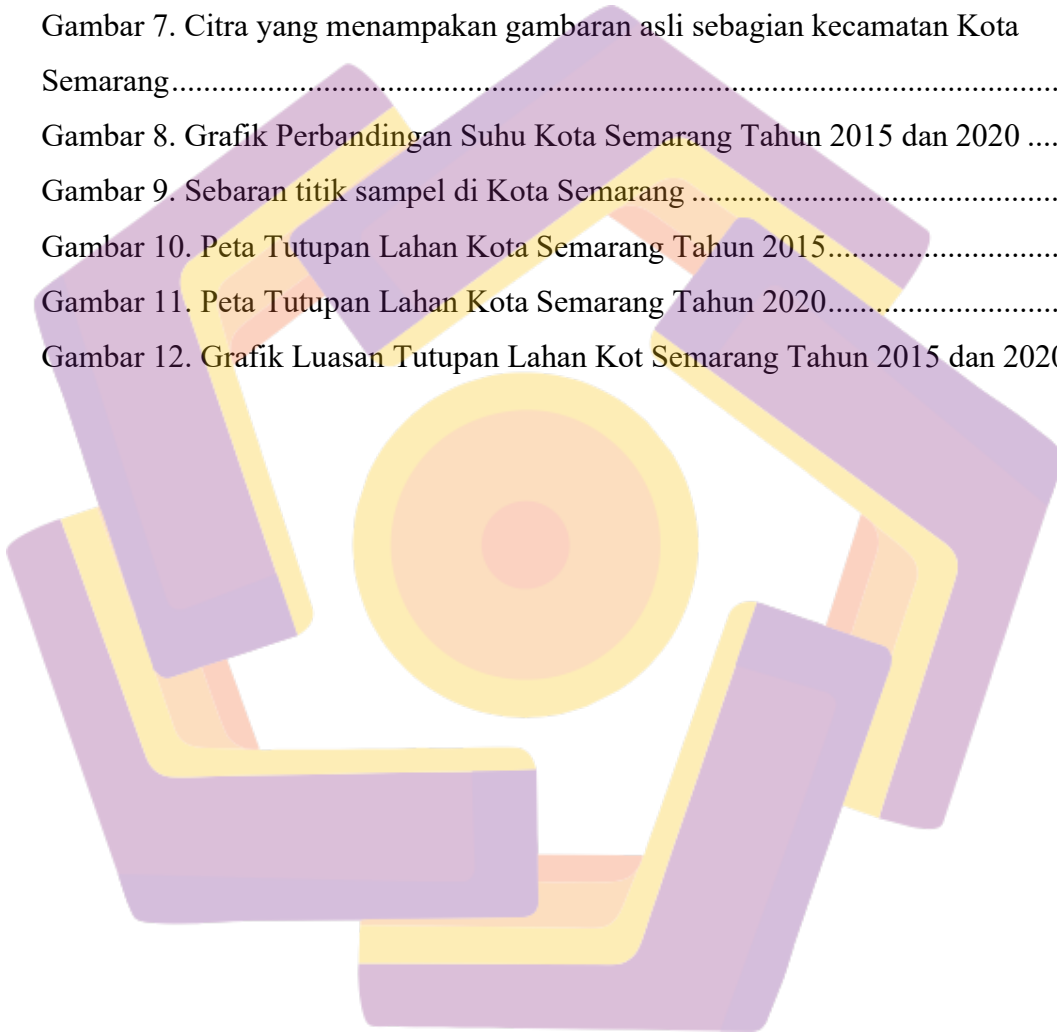 Gambar 7. Citra yang menampakan gambaran asli sebagian kecamatan Kota
Semarang..................................................................................................................
Gambar 8. Grafik Perbandingan Suhu Kota Semarang Tahun 2015 dan 2020 ....
Gambar 9. Sebaran titik sampel di Kota Semarang ..............................................
Gambar 10. Peta Tutupan Lahan Kota Semarang Tahun 2015.............................
Gambar 11. Peta Tutupan Lahan Kota Semarang Tahun 2020.............................
Gambar 12. Grafik Luasan Tutupan Lahan Kot Semarang Tahun 2015 dan 2020